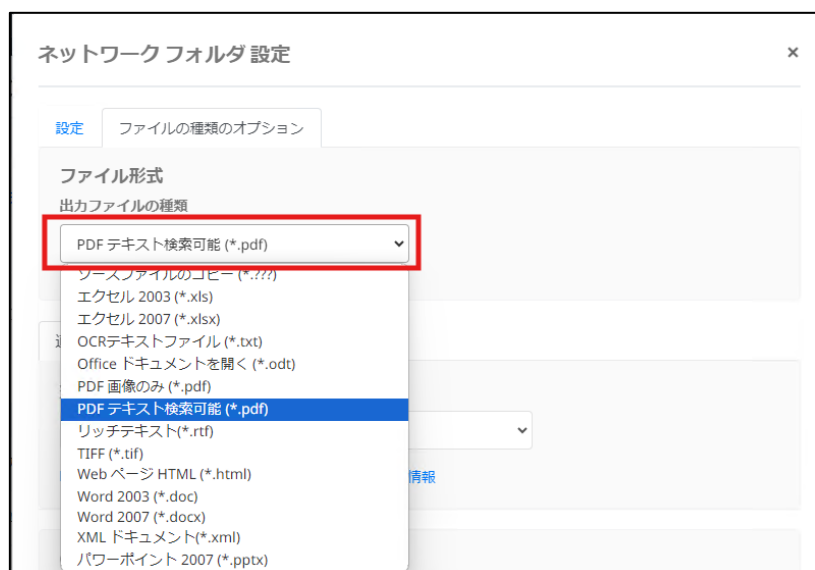 ネットワーク フォルダ 設定
×
設定
ファイルの種類のオプション
ファイル形式
出力ファイルの種類
PDF テキスト検索可能 (*.pdf)
ソースファイルのコピー (*.???)
エクセル 2003 (*.xls)
エクセル 2007 (*.xlsx)
OCRテキストファイル (*.txt)
Office ドキュメントを開く (*.odt)
PDF 画像のみ (*.pdf)
PDF テキスト検索可能 (*.pdf)
リッチテキスト(*.rtf)
TIFF (*.tif)
Web ページ HTML (*.html)
情報
Word 2003 (*.doc)
Word 2007 (*.docx)
XML ドキュメント(*.xml)
パワーポイント 2007 (*.pptx)